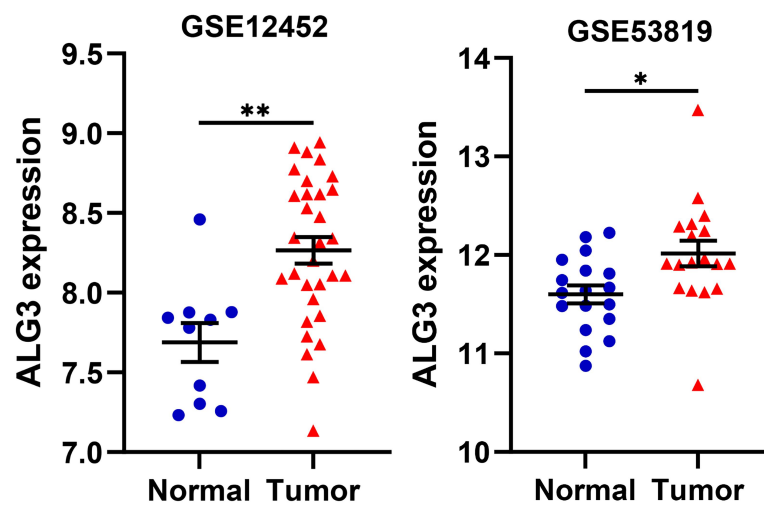 GSE12452
ALG3 expression
9.5
9.0
8.5
8.0
7.5
7.0
**
Normal Tumor
GSE53819
ALG3 expression
14
13
12
11
10
*
Normal Tumor